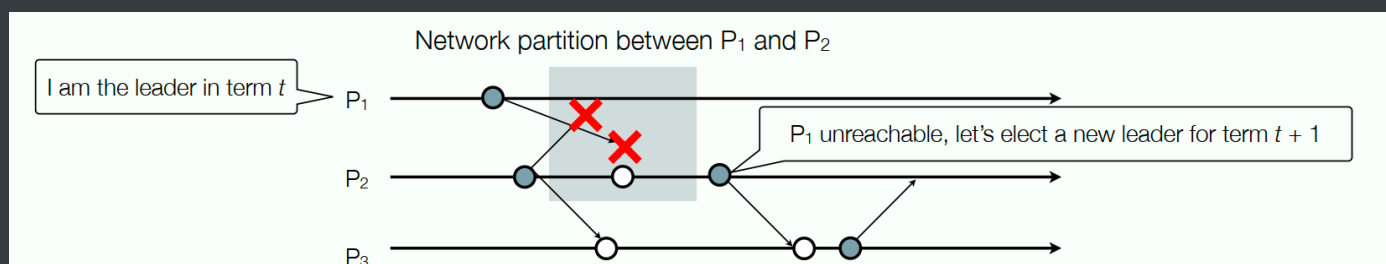 Network partition between P1 and P2
I am the leader in term t
P1
P1 unreachable, let's elect a new leader for term t + 1
P2
P3